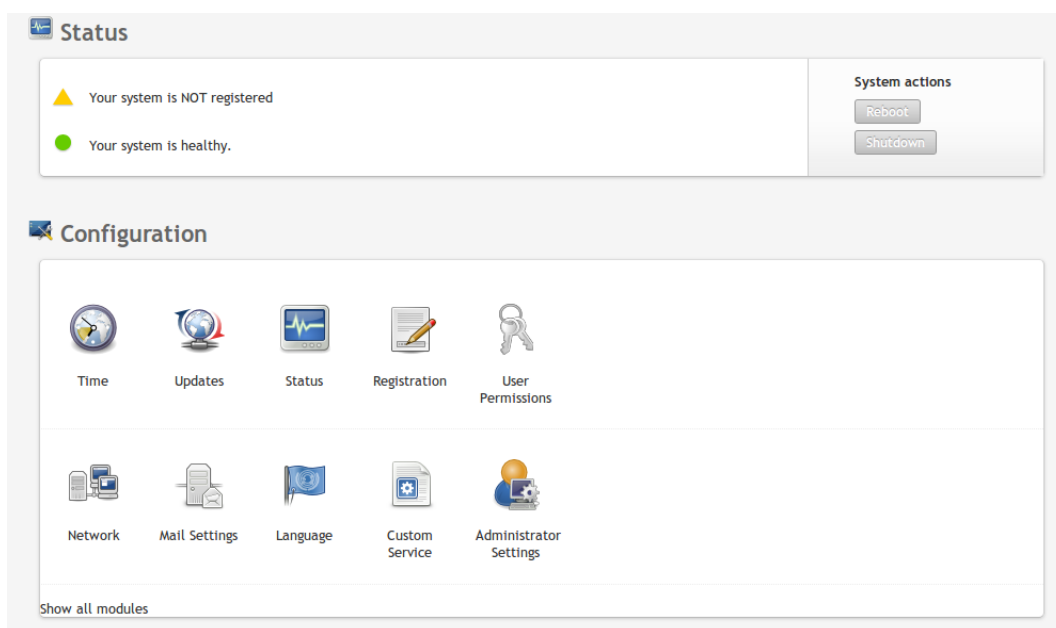 Status
Your system is NOT registered
Your system is healthy.
System actions
Reboot
Shutdown
Configuration
Time
Updates
Status
Registration
User
Permissions
Network
Mail Settings
Language
Custom
Service
Administrator
Settings
Show all modules